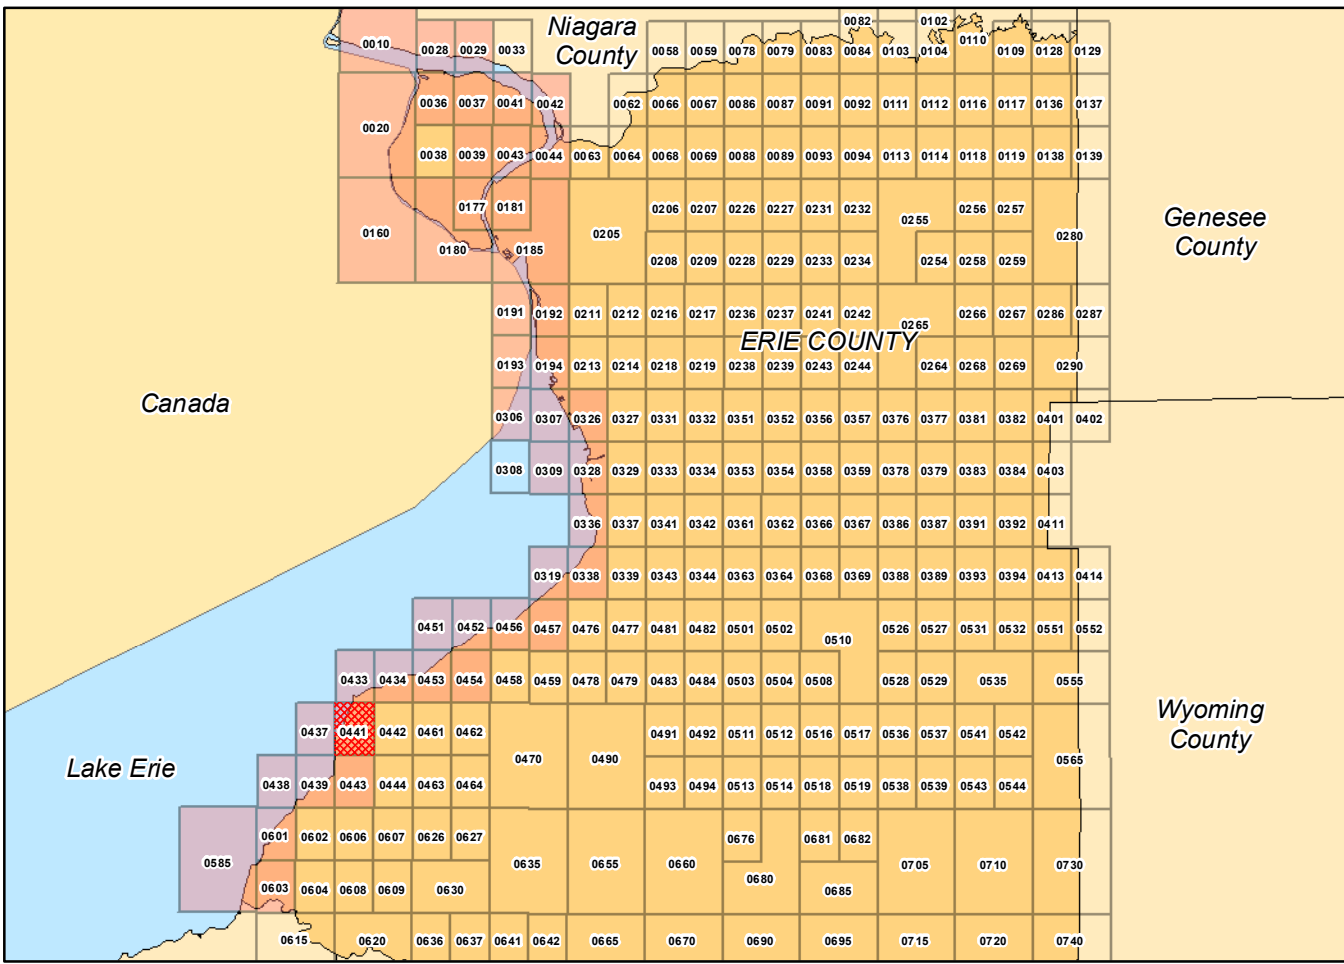 0082 0102
Niagara
County
0010 0028 0029 0033 0058 0059 0078 0079 0083 0084 0103 0104 0110 0109 0128 0129
0036 0037 0041 0042 0062 0066 0067 0086 0087 0091 0092 0111 0112 0116 0117 0136 0137
0020
0038 0039 0043 0044 0063 0064 0068 0069 0088 0089 0093 0094 0113 0114 0118 0119 0138 0139
0177 0181 0206 0207 0226 0227 0231 0232 0255 0256 0257
Genesee
County
0160 0180 0185 0205 0280
0208 0209 0228 0229 0233 0234 0254 0258 0259
0191 0192 0211 0212 0216 0217 0236 0237 0241 0242 0265 0266 0267 0286 0287
ERIE COUNTY
0193 0194 0213 0214 0218 0219 0238 0239 0243 0244 0264 0268 0269 0290
Canada
0306 0307 0326 0327 0331 0332 0351 0352 0356 0357 0376 0377 0381 0382 0401 0402
0308 0309 0328 0329 0333 0334 0353 0354 0358 0359 0378 0379 0383 0384 0403
0336 0337 0341 0342 0361 0362 0366 0367 0386 0387 0391 0392 0411
0319 0338 0339 0343 0344 0363 0364 0368 0369 0388 0389 0393 0394 0413 0414
0451 0452 0456 0457 0476 0477 0481 0482 0501 0502 0510 0526 0527 0531 0532 0551 0552
0433 0434 0453 0454 0458 0459 0478 0479 0483 0484 0503 0504 0508 0528 0529 0535 0555
Wyoming
County
0437 0441 0442 0461 0462 0470 0490 0491 0492 0511 0512 0516 0517 0536 0537 0541 0542 0565
Lake Erie
0438 0439 0443 0444 0463 0464 0493 0494 0513 0514 0518 0519 0538 0539 0543 0544
0585 0601 0602 0606 0607 0626 0627 0635 0655 0660 0676 0681 0682 0705 0710 0730
0603 0604 0608 0609 0630 0680 0685
0615 0620 0636 0637 0641 0642 0665 0670 0690 0695 0715 0720 0740